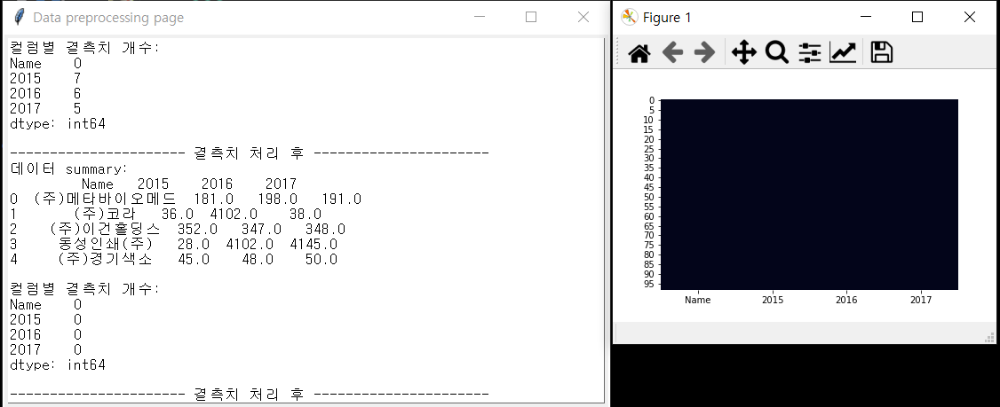 Data preprocessing page
컬럼별 결측치 개수:
Name 0
2015 7
2016 6
2017 5
dtype: int64
---------------------- 결측치 처리 후 ----------------------
데이터 summary:
Name 2015 2016 2017
0 (주)메타바이오메드 181.0 198.0 191.0
1 (주)코라 36.0 4102.0 38.0
2 (주)이건홀딩스 352.0 347.0 348.0
3 동성인쇄(주) 28.0 4102.0 4145.0
4 (주)경기색소 45.0 48.0 50.0
컬럼별 결측치 개수:
Name 0
2015 0
2016 0
2017 0
dtype: int64
---------------------- 결측치 처리 후 ----------------------
Figure 1
0
5
10
15
20
25
30
35
40
45
50
55
60
65
70
75
80
85
90
95
Name 2015 2016 2017